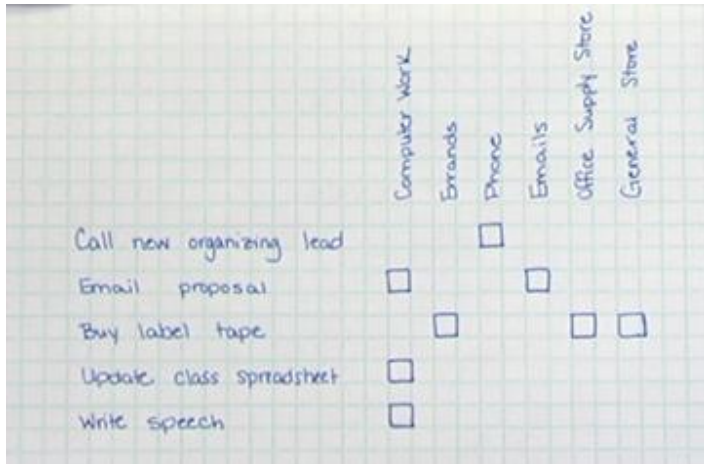 Computer Work
Errands
Phone
Emails
Office Supply Store
General Store
Call new organizing lead
Email proposal
Buy label tape
Update class spreadsheet
Write speech